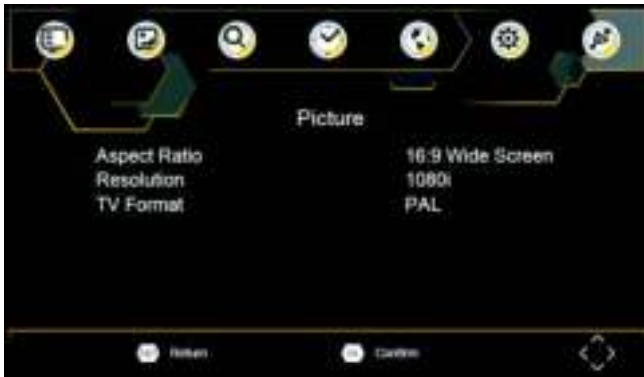 Picture
Aspect Ratio 16:9 Wide Screen
Resolution 1080i
TV Format PAL
Return Confirm